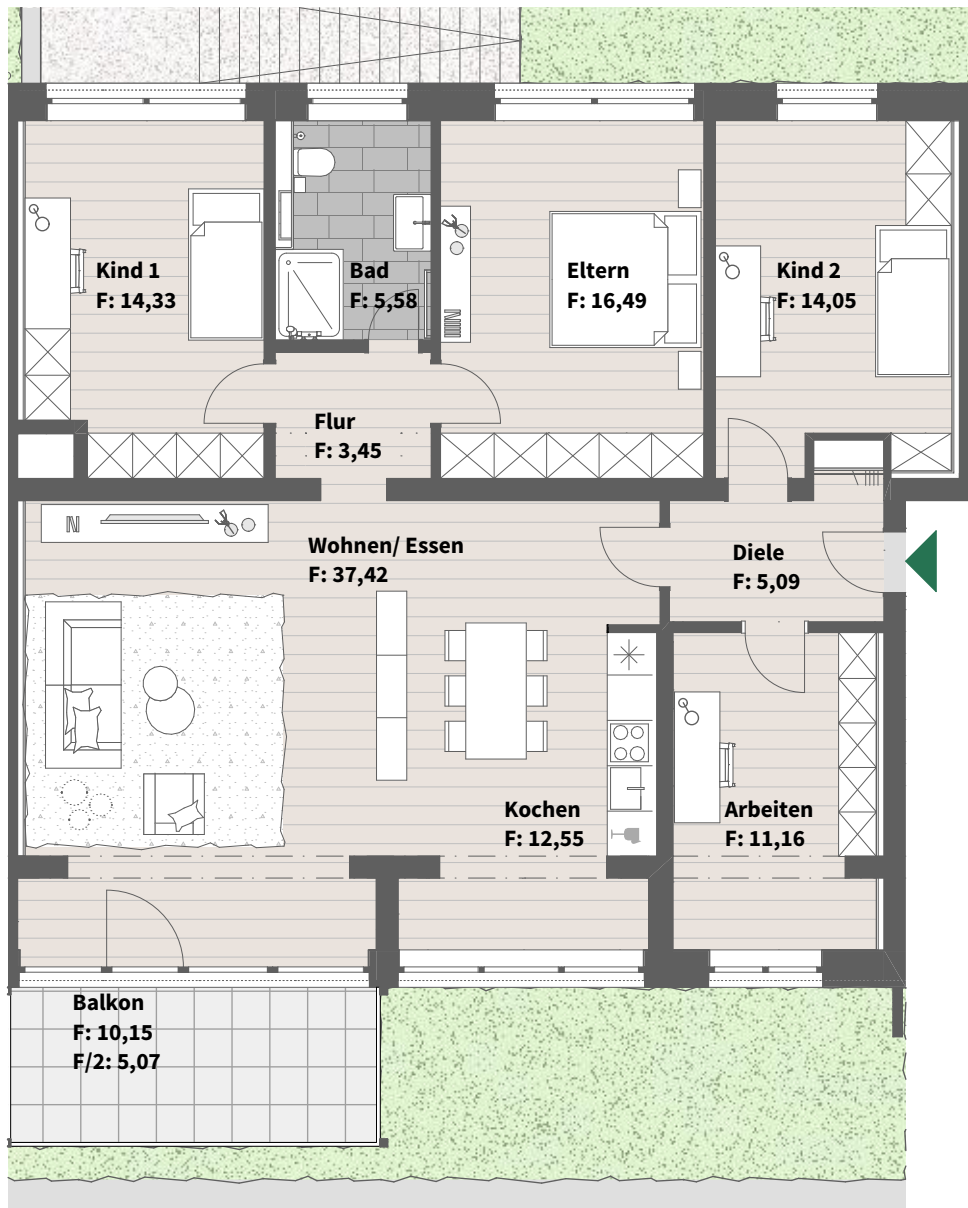 Kind 1
F: 14,33
Bad
F: 5,58
Eltern
F: 16,49
Kind 2
F: 14,05
Flur
F: 3,45
Wohnen/ Essen
F: 37,42
Diele
F: 5,09
Kochen
F: 12,55
Arbeiten
F: 11,16
Balkon
F: 10,15
F/2: 5,07